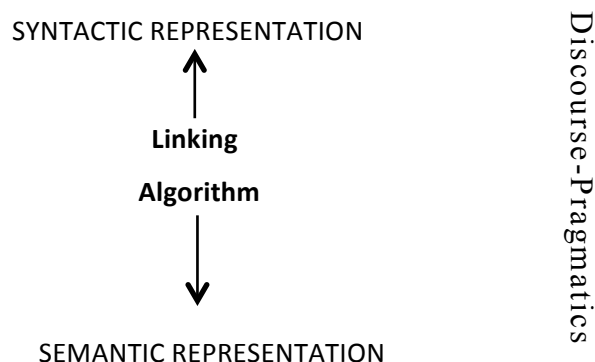 SYNTACTIC REPRESENTATION
Linking
Algorithm
SEMANTIC REPRESENTATION
Discourse-Pragmatics